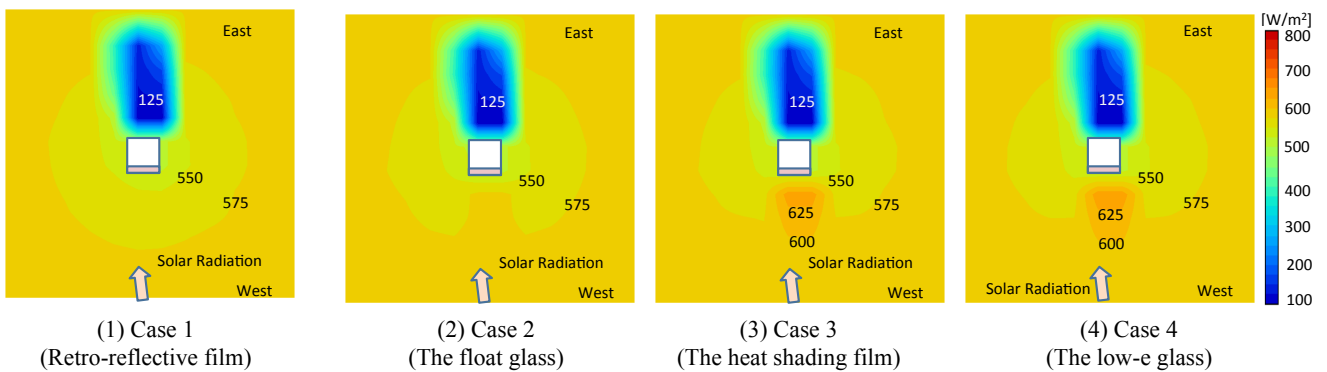 East
125
550
575
Solar Radiation
West
(1) Case 1
(Retro-reflective film)
East
125
550
575
Solar Radiation
West
(2) Case 2
(The float glass)
East
125
550
575
625
600
Solar Radiation
West
(3) Case 3
(The heat shading film)
East
125
550
575
625
600
Solar Radiation
West
(4) Case 4
(The low-e glass)
[W/m²]
800
700
600
500
400
300
200
100